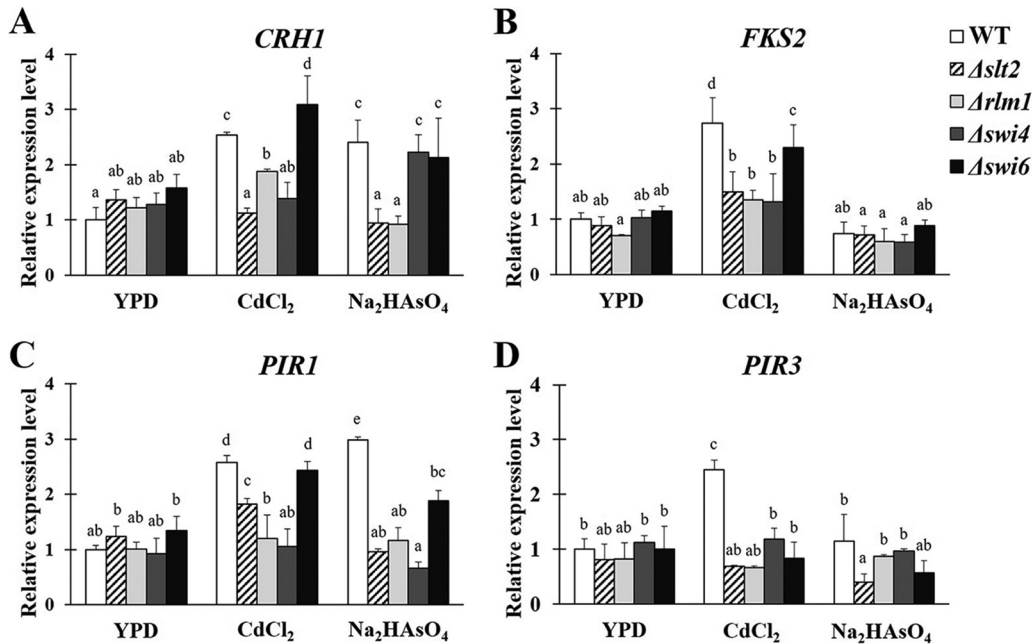 A
CRH1
Relative expression level
4
3
2
1
0
a ab ab ab ab
c a b ab d
c a a c c
YPD CdCl₂ Na₂HAsO₄
B
FKS2
Relative expression level
4
3
2
1
0
ab ab a ab ab
d b b b c
ab a a a ab
YPD CdCl₂ Na₂HAsO₄
WT
Δslt2
Δrlm1
Δswi4
Δswi6
C
PIR1
Relative expression level
4
3
2
1
0
ab b ab ab b
d c b ab d
e ab ab a bc
YPD CdCl₂ Na₂HAsO₄
D
PIR3
Relative expression level
4
3
2
1
0
b ab ab b b
c ab ab b b
b a b b ab
YPD CdCl₂ Na₂HAsO₄